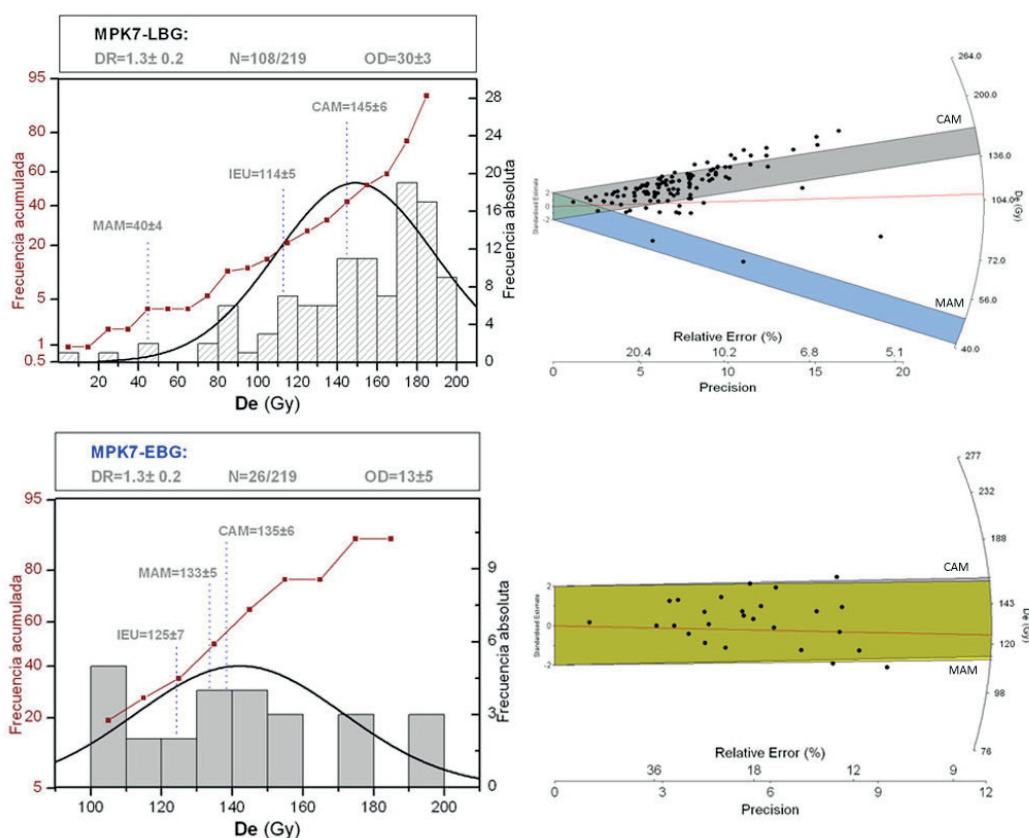 MPK7-LBG:
DR=1.3± 0.2 N=108/219 OD=30±3
95
80
60
40
20
5
1
0.5
Frecuencia acumulada
MAM=40±4
IEU=114±5
CAM=145±6
28
24
20
16
12
8
4
0
Frecuencia absoluta
20 40 60 80 100 120 140 160 180 200
De (Gy)
264.0
200.0
CAM
136.0
De (Gy)
104.0
72.0
56.0
MAM
40.0
Standardised Estimate
2
0
-2
Relative Error (%)
20.4 10.2 6.8 5.1
0 5 10 15 20
Precision
MPK7-EBG:
DR=1.3± 0.2 N=26/219 OD=13±5
95
80
60
40
20
5
Frecuencia acumulada
CAM=135±6
MAM=133±5
IEU=125±7
9
7
5
3
0
Frecuencia absoluta
100 120 140 160 180 200
De (Gy)
277
232
188
CAM
143
De (Gy)
120
MAM
98
76
Standardised Estimate
2
0
-2
Relative Error (%)
36 18 12 9
0 3 6 9 12
Precision